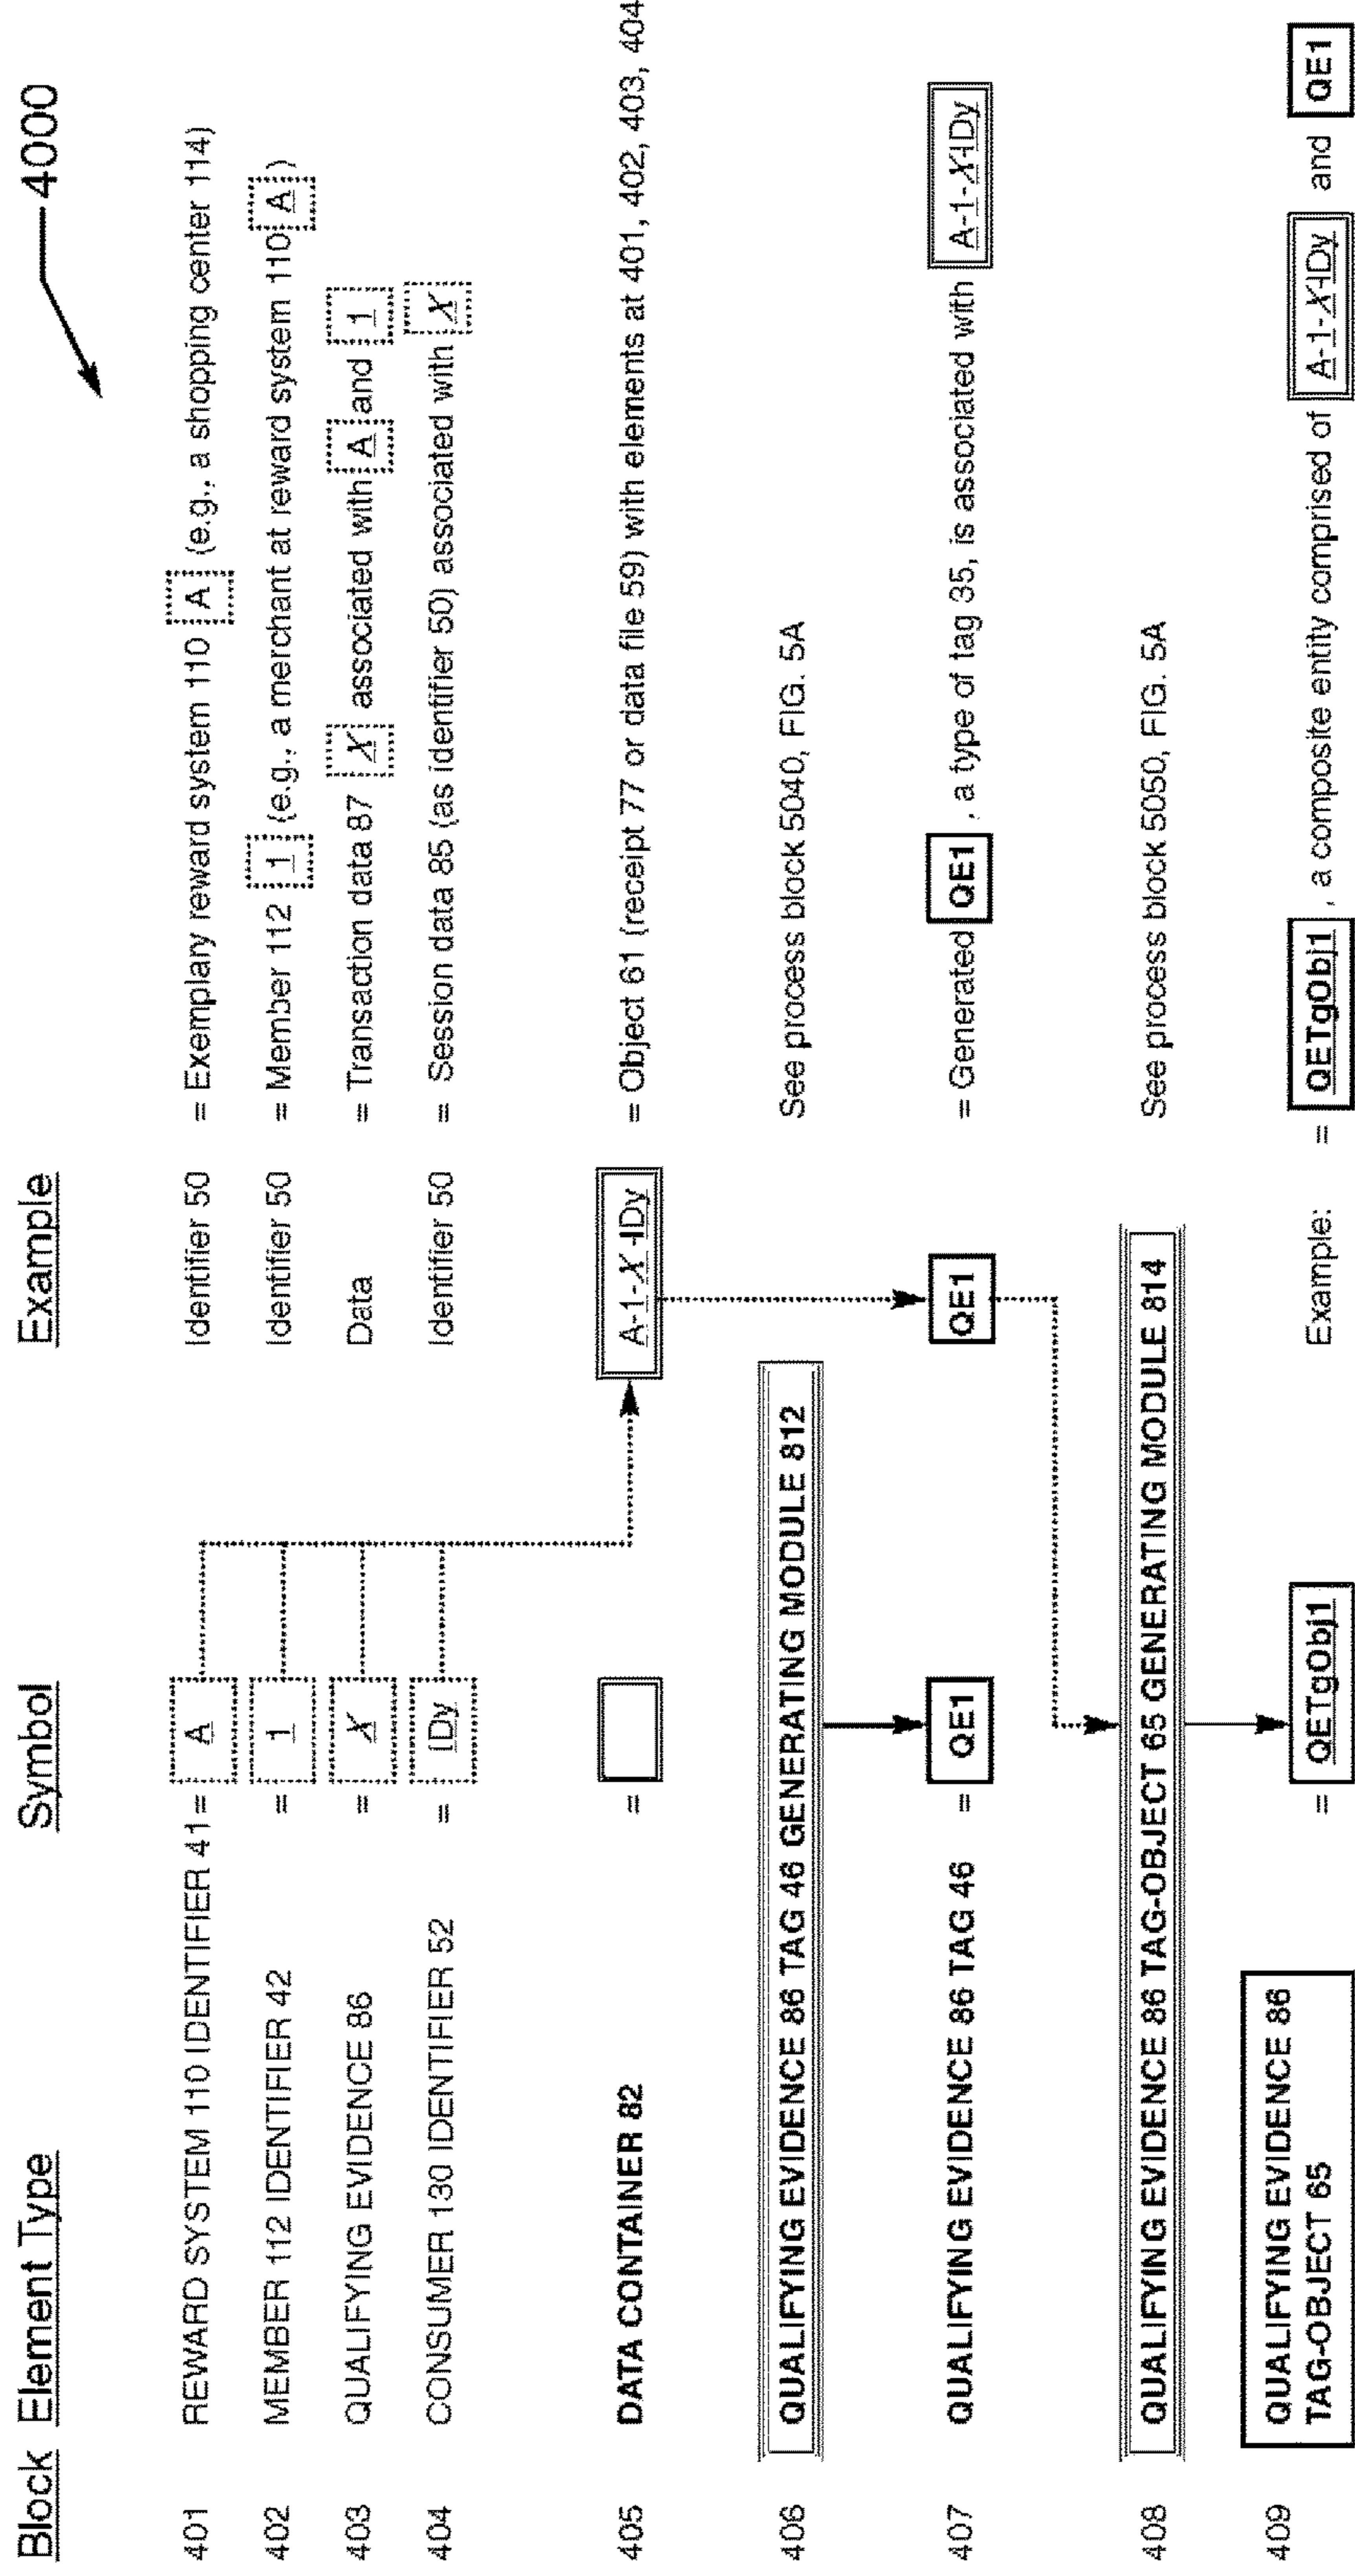 4000
Block Element Type Symbol Example
401 REWARD SYSTEM 110 IDENTIFIER 41 = A Identifier 50 = Exemplary reward system 110 A (e.g., a shopping center 114)
402 MEMBER 112 IDENTIFIER 42 = 1 Identifier 50 = Member 112 1 (e.g., a merchant at reward system 110 A )
403 QUALIFYING EVIDENCE 86 = X Data = Transaction data 87 X associated with A and 1
404 CONSUMER 130 IDENTIFIER 52 = IDy Identifier 50 = Session data 85 (as identifier 50) associated with X
405 DATA CONTAINER 82 = A-1-X-IDy = Object 61 (receipt 77 or data file 59) with elements at 401, 402, 403, 404
406 QUALIFYING EVIDENCE 86 TAG 46 GENERATING MODULE 812 See process block 5040, FIG. 5A
407 QUALIFYING EVIDENCE 86 TAG 46 = QE1 QE1 = Generated QE1 , a type of tag 35, is associated with A-1-X-IDy
408 QUALIFYING EVIDENCE 86 TAG-OBJECT 65 GENERATING MODULE 814 See process block 5050, FIG. 5A
409 QUALIFYING EVIDENCE 86
TAG-OBJECT 65 = QETgObj1 Example: = QETgObj1 , a composite entity comprised of A-1-X-IDy and QE1